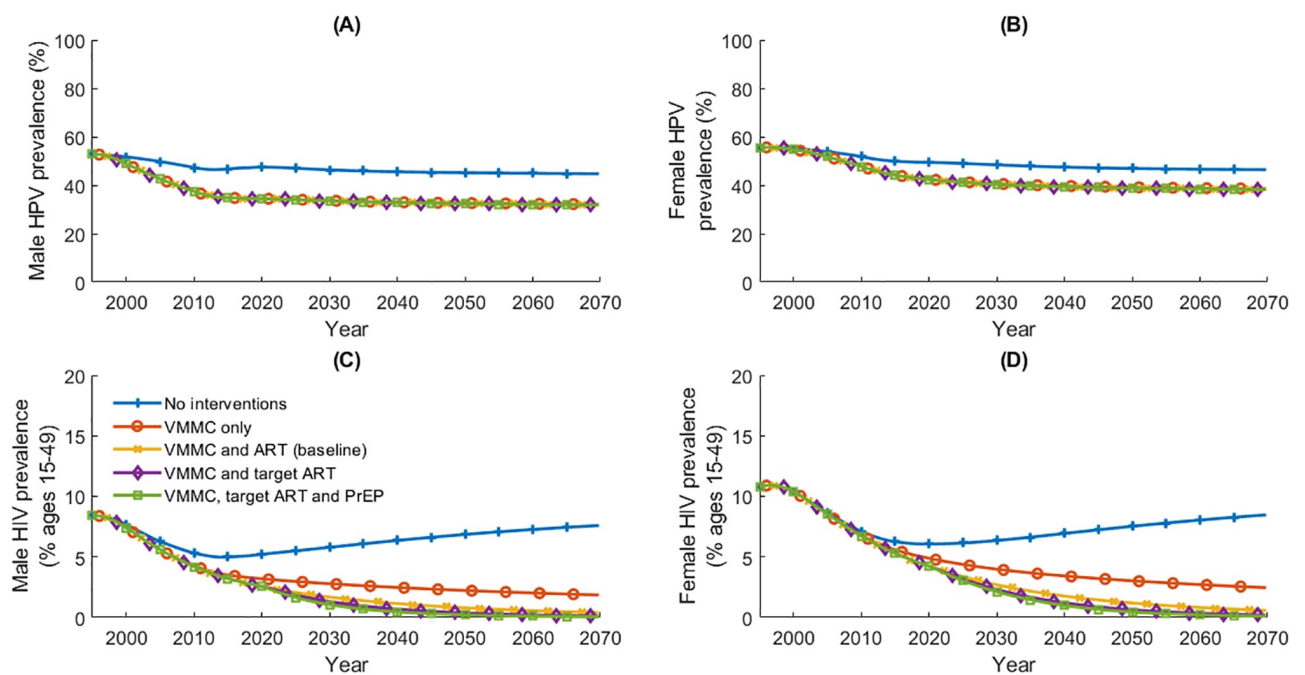 (A)
Male HPV prevalence (%)
100
80
60
40
20
0
2000 2010 2020 2030 2040 2050 2060 2070
Year
(B)
Female HPV
prevalence (%)
100
80
60
40
20
0
2000 2010 2020 2030 2040 2050 2060 2070
Year
(C)
Male HIV prevalence
(% ages 15-49)
20
15
10
5
0
No interventions
VMMC only
VMMC and ART (baseline)
VMMC and target ART
VMMC, target ART and PrEP
2000 2010 2020 2030 2040 2050 2060 2070
Year
(D)
Female HIV prevalence
(% ages 15-49)
20
15
10
5
0
2000 2010 2020 2030 2040 2050 2060 2070
Year